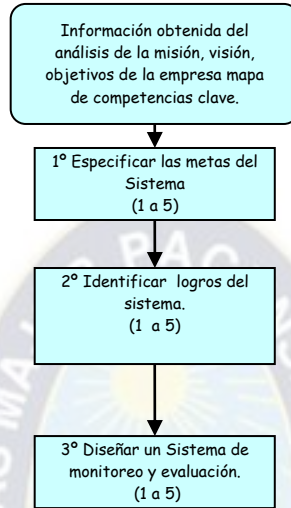 Información obtenida del
análisis de la misión, visión,
objetivos de la empresa mapa
de competencias clave.
1º Especificar las metas del
Sistema
(1 a 5)
2º Identificar logros del
sistema.
(1 a 5)
3º Diseñar un Sistema de
monitoreo y evaluación.
(1 a 5)